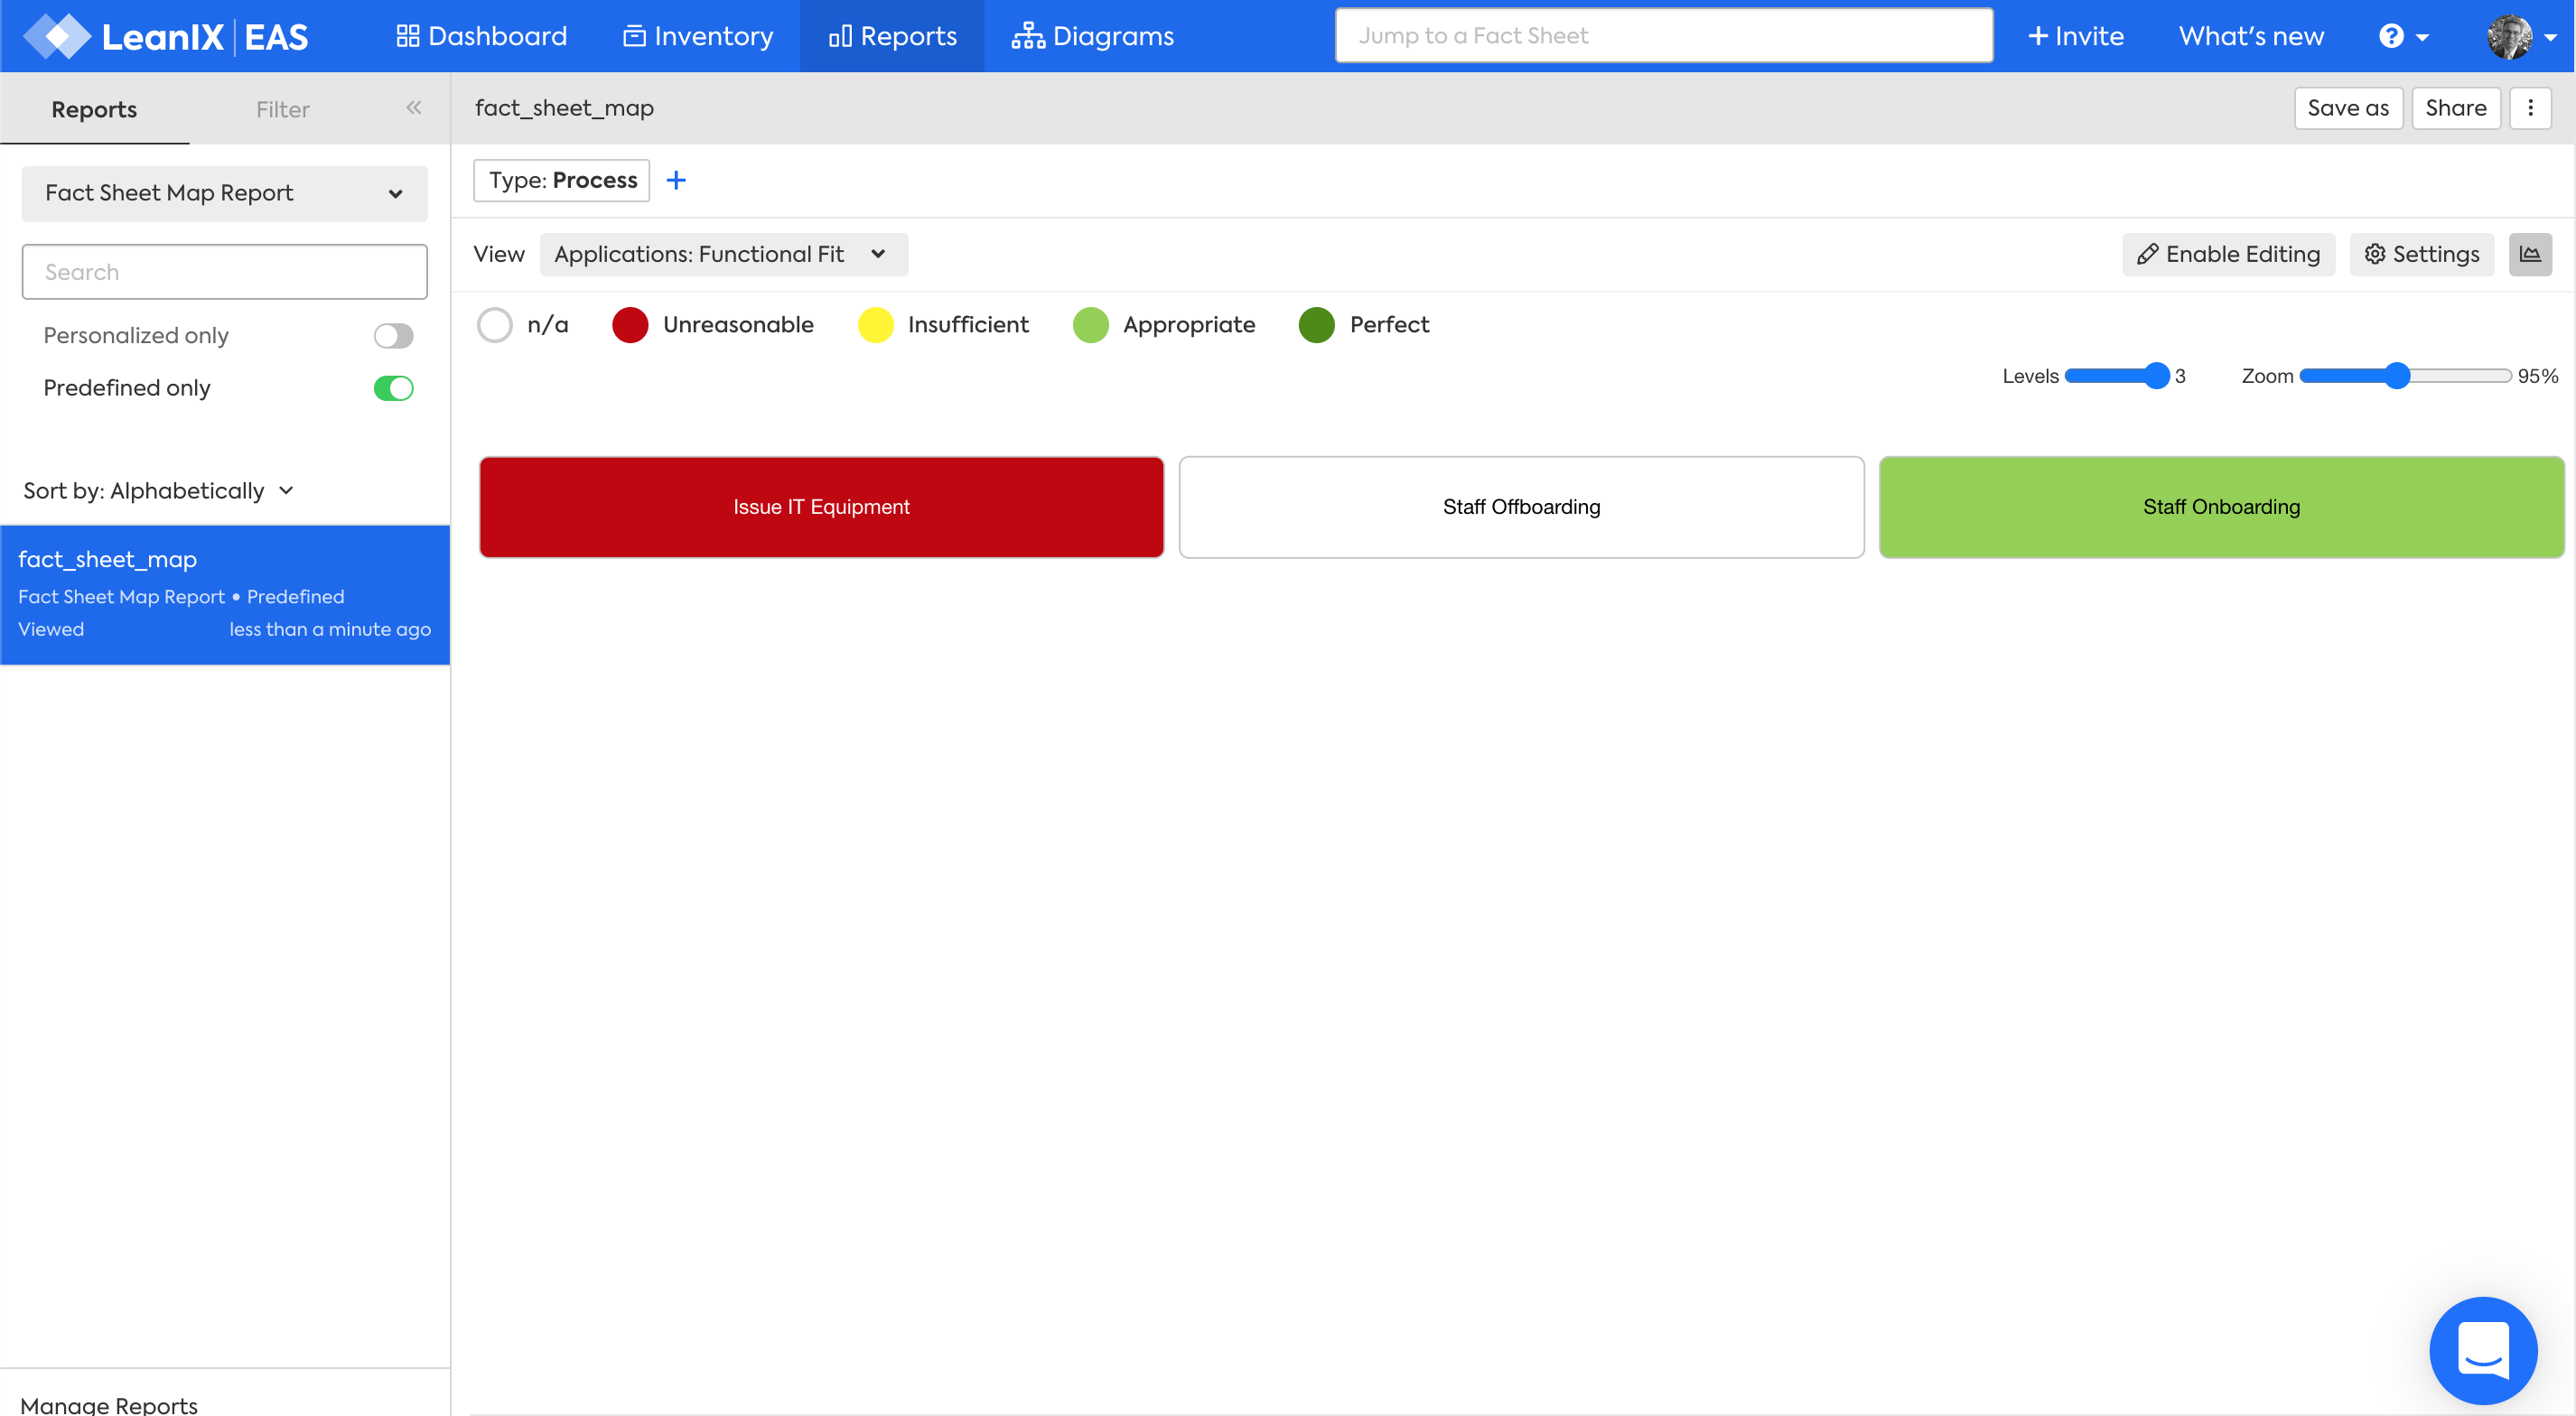 LeanIX EAS Dashboard Inventory Reports Diagrams Jump to a Fact Sheet + Invite What's new ?
Reports Filter «
fact_sheet_map Save as Share
Fact Sheet Map Report
Type: Process +
Search
View Applications: Functional Fit Enable Editing Settings
Personalized only
n/a Unreasonable Insufficient Appropriate Perfect
Predefined only
Levels 3 Zoom 95%
Sort by: Alphabetically
Issue IT Equipment Staff Offboarding Staff Onboarding
fact_sheet_map
Fact Sheet Map Report • Predefined
Viewed less than a minute ago
Manage Reports